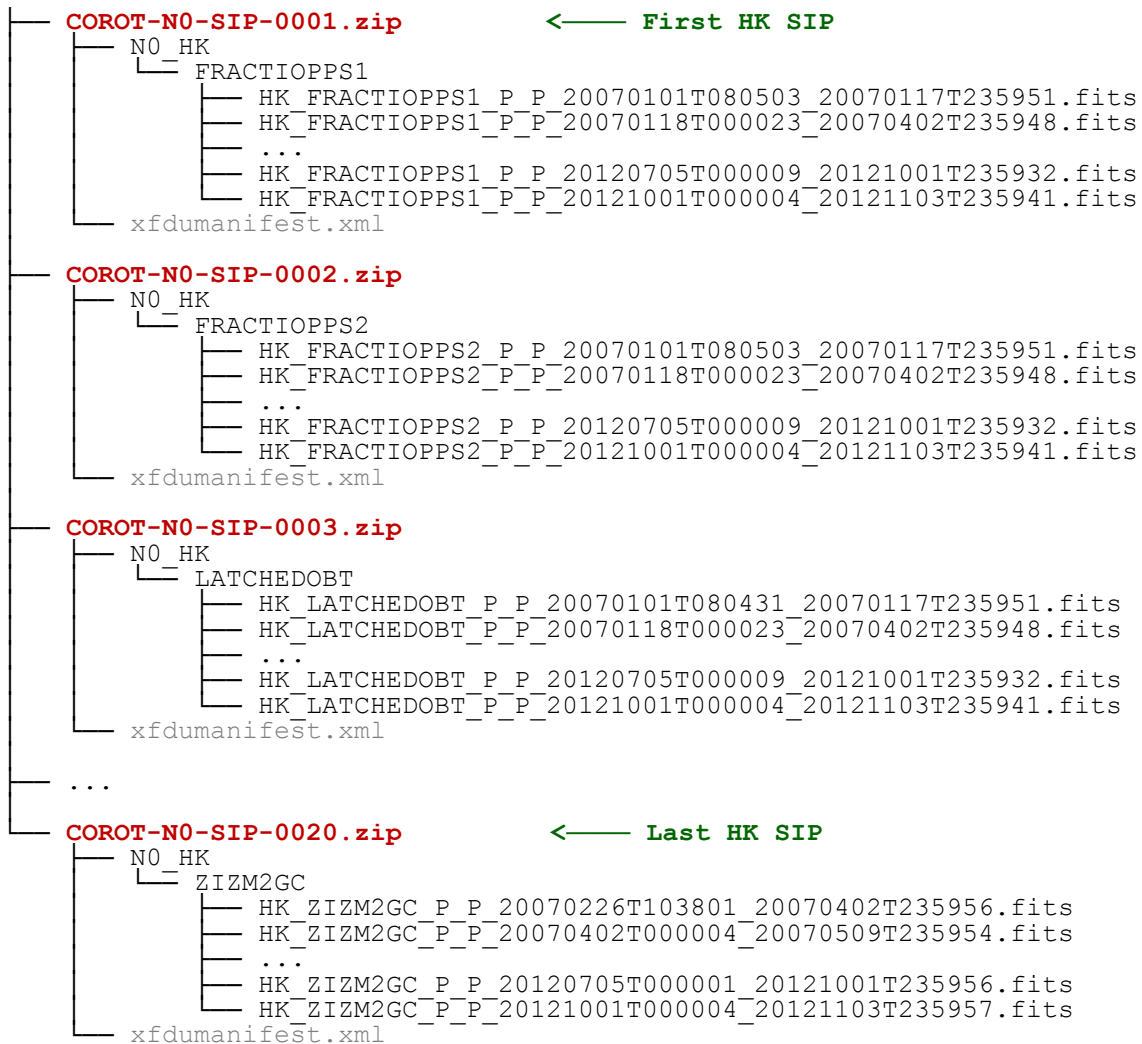 COROT-N0-SIP-0001.zip <──── First HK SIP
N0_HK
FRACTIOPPS1
HK_FRACTIOPPS1_P_P_20070101T080503_20070117T235951.fits
HK_FRACTIOPPS1_P_P_20070118T000023_20070402T235948.fits
...
HK_FRACTIOPPS1_P_P_20120705T000009_20121001T235932.fits
HK_FRACTIOPPS1_P_P_20121001T000004_20121103T235941.fits
xfdumanifest.xml
COROT-N0-SIP-0002.zip
N0_HK
FRACTIOPPS2
HK_FRACTIOPPS2_P_P_20070101T080503_20070117T235951.fits
HK_FRACTIOPPS2_P_P_20070118T000023_20070402T235948.fits
...
HK_FRACTIOPPS2_P_P_20120705T000009_20121001T235932.fits
HK_FRACTIOPPS2_P_P_20121001T000004_20121103T235941.fits
xfdumanifest.xml
COROT-N0-SIP-0003.zip
N0_HK
LATCHEDOBT
HK_LATCHEDOBT_P_P_20070101T080431_20070117T235951.fits
HK_LATCHEDOBT_P_P_20070118T000023_20070402T235948.fits
...
HK_LATCHEDOBT_P_P_20120705T000009_20121001T235932.fits
HK_LATCHEDOBT_P_P_20121001T000004_20121103T235941.fits
xfdumanifest.xml
...
COROT-N0-SIP-0020.zip <──── Last HK SIP
N0_HK
ZIZM2GC
HK_ZIZM2GC_P_P_20070226T103801_20070402T235956.fits
HK_ZIZM2GC_P_P_20070402T000004_20070509T235954.fits
...
HK_ZIZM2GC_P_P_20120705T000001_20121001T235956.fits
HK_ZIZM2GC_P_P_20121001T000004_20121103T235957.fits
xfdumanifest.xml